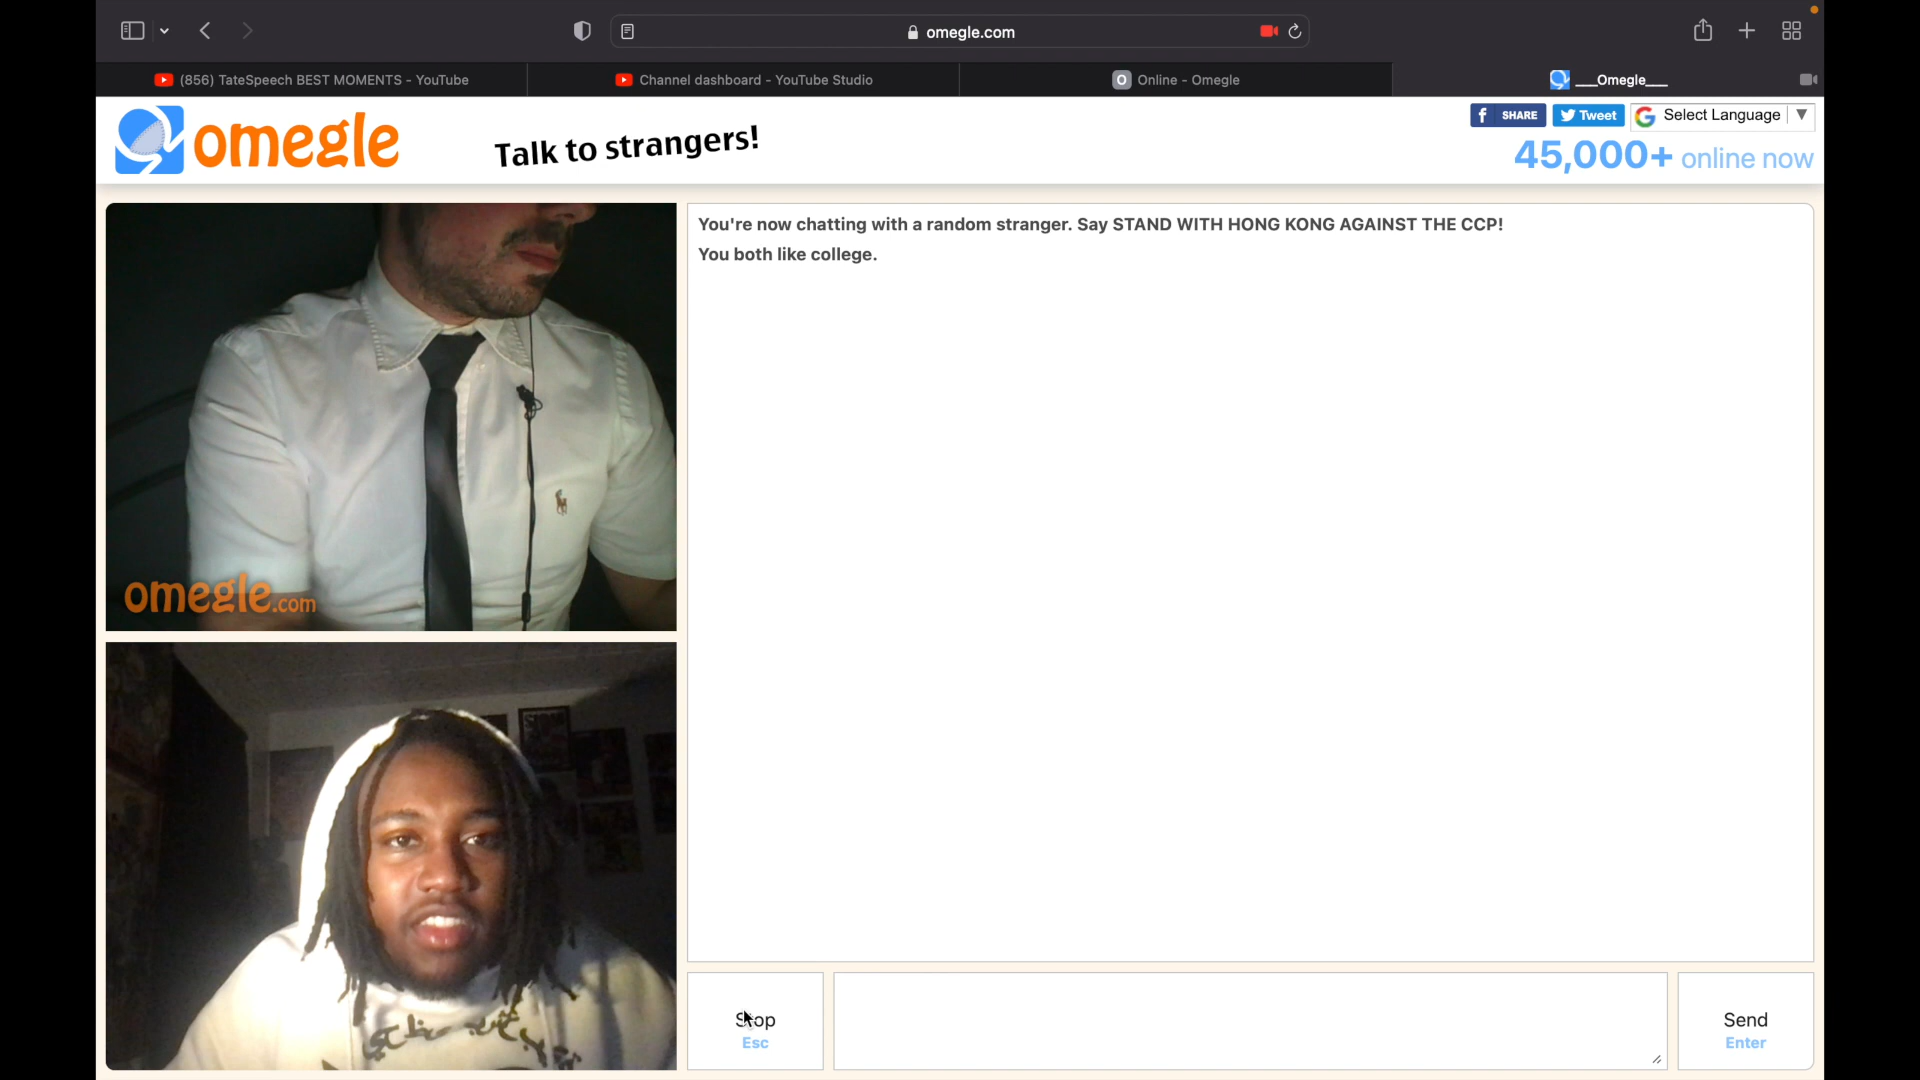 omegle.com
(856) TateSpeech BEST MOMENTS - YouTube
Channel dashboard - YouTube Studio
Online - Omegle
___Omegle___
omegle
Talk to strangers!
SHARE
Tweet
Select Language
45,000+ online now
You're now chatting with a random stranger. Say STAND WITH HONG KONG AGAINST THE CCP!
You both like college.
omegle.com
Stop
Esc
Send
Enter